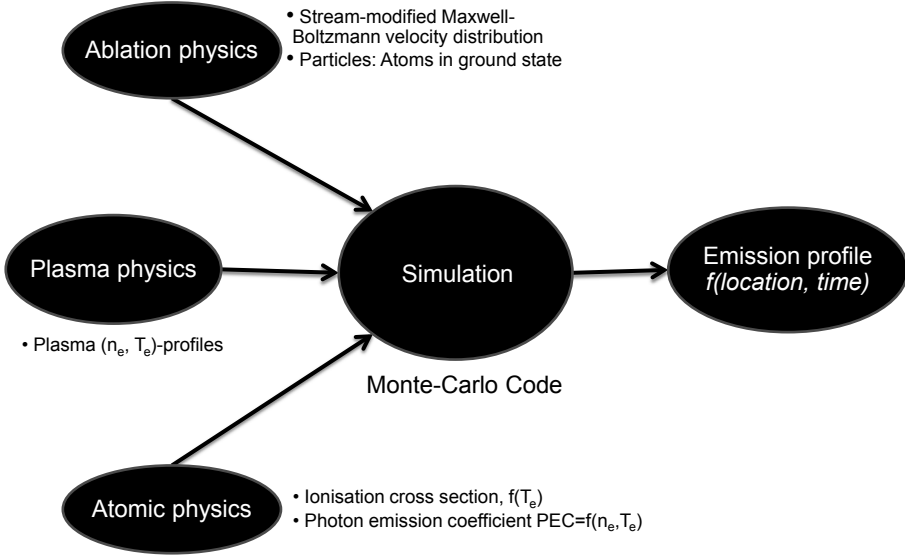 Ablation physics
• Stream-modified Maxwell-
Boltzmann velocity distribution
• Particles: Atoms in ground state
Plasma physics
• Plasma (nₑ, Tₑ)-profiles
Simulation
Monte-Carlo Code
Emission profile
f(location, time)
Atomic physics
• Ionisation cross section, f(Tₑ)
• Photon emission coefficient PEC=f(nₑ,Tₑ)